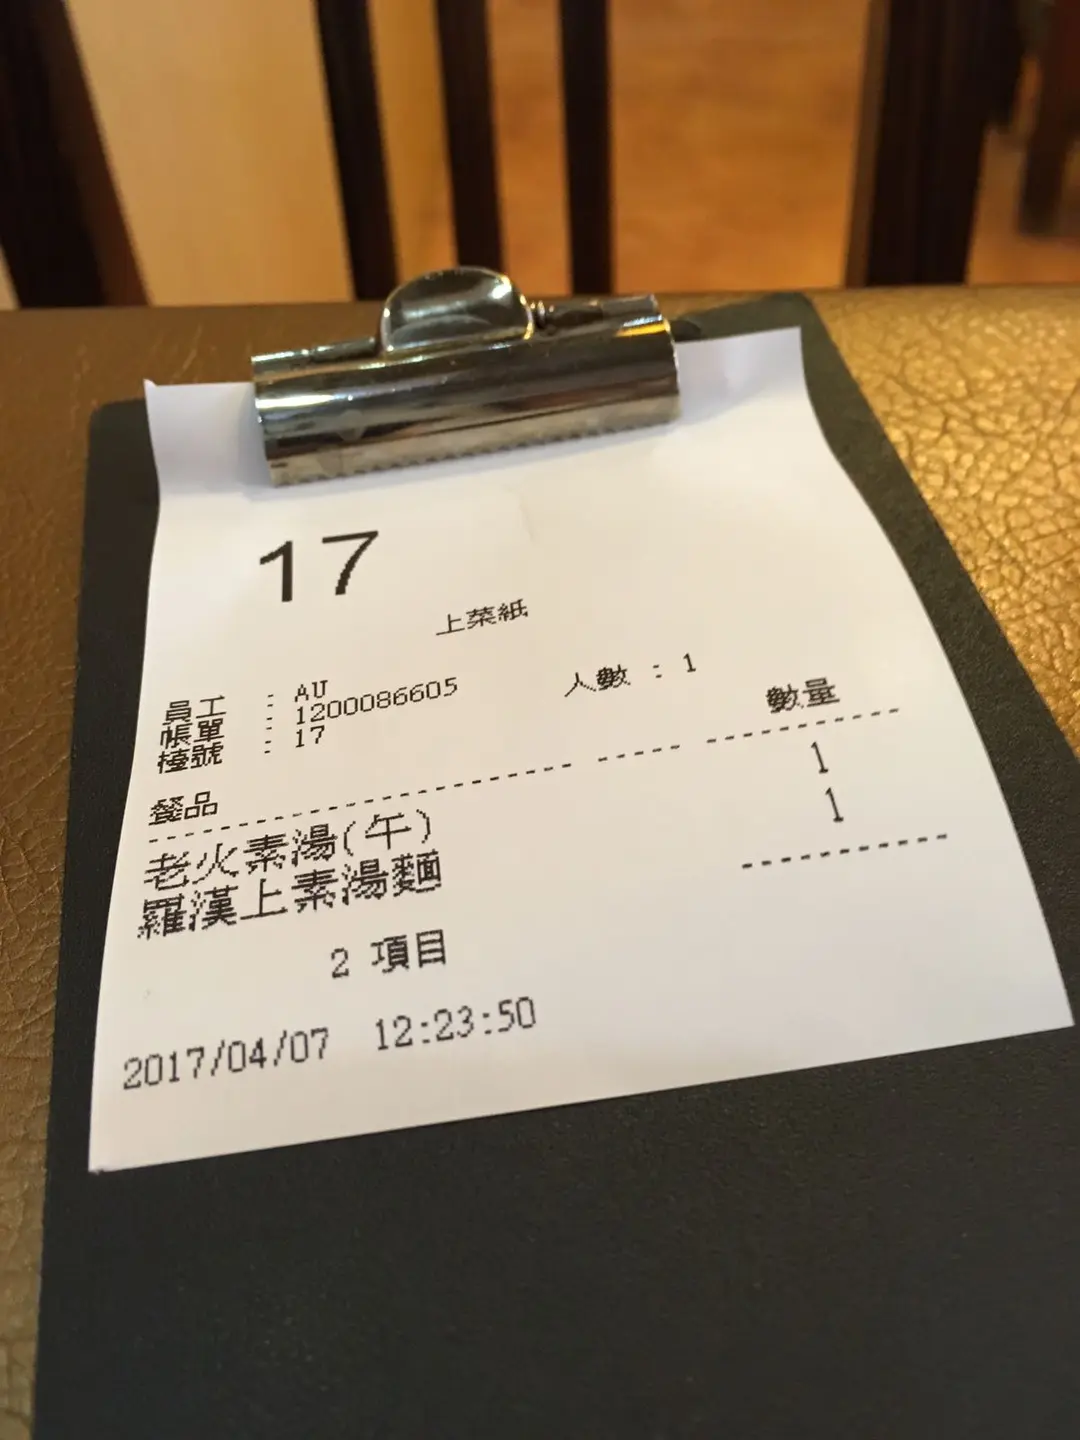 17
上菜紙
員工 : AU
帳單 : 1200086605 人數 : 1
檯號 : 17
餐品 數量
老火素湯(午) 1
羅漢上素湯麵 1
2 項目
2017/04/07 12:23:50